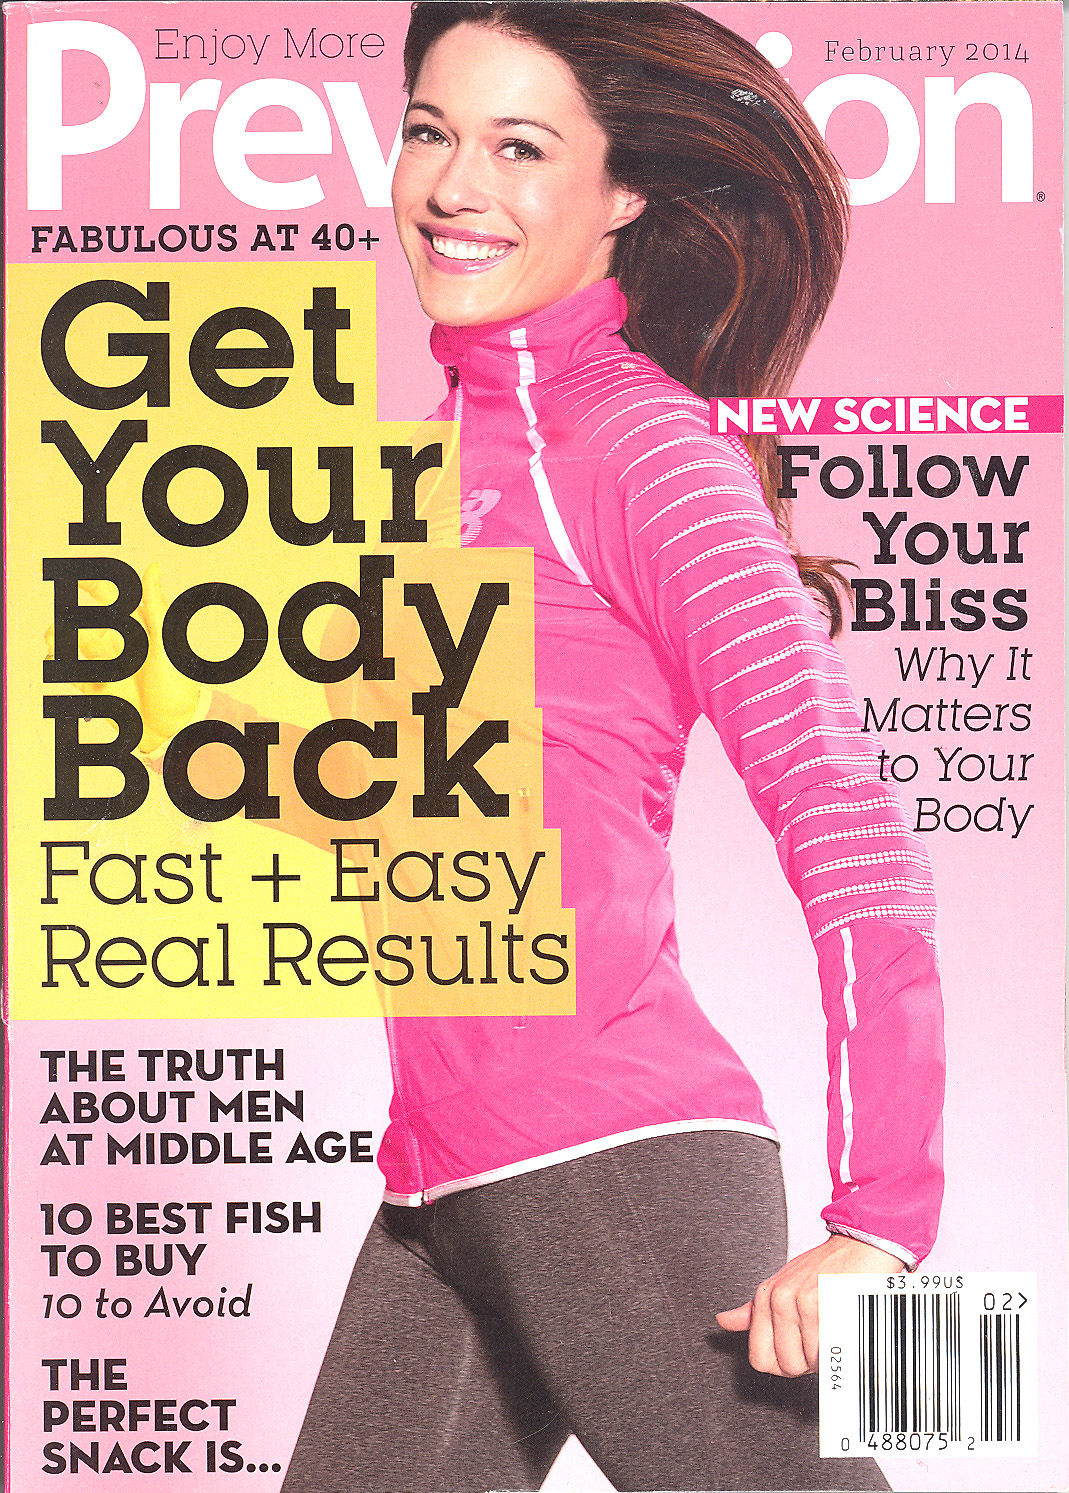 Enjoy More
February 2014
Prevention®
FABULOUS AT 40+
Get
Your
Body
Back
Fast + Easy
Real Results
NEW SCIENCE
Follow
Your
Bliss
Why It
Matters
to Your
Body
THE TRUTH
ABOUT MEN
AT MIDDLE AGE
10 BEST FISH
TO BUY
10 to Avoid
THE
PERFECT
SNACK IS...
$3.99US
02>
02564
0 488075 2